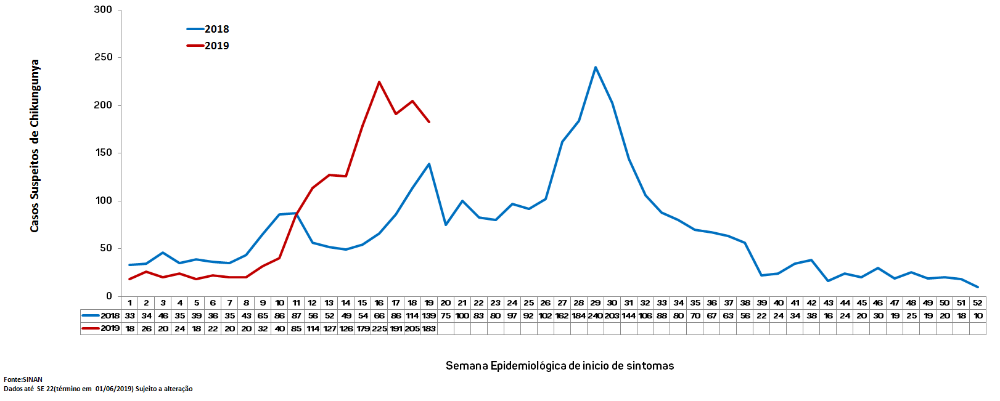 300
250
200
150
100
50
0
2018
2019
Casos Suspeitos de Chikungunya
1 2 3 4 5 6 7 8 9 10 11 12 13 14 15 16 17 18 19 20 21 22 23 24 25 26 27 28 29 30 31 32 33 34 35 36 37 38 39 40 41 42 43 44 45 46 47 48 49 50 51 52
2018 33 34 46 35 39 36 35 43 65 86 87 56 52 49 54 66 86 114 139 75 100 83 80 97 92 102 162 184 240 203 144 106 88 80 70 67 63 56 22 24 34 38 16 24 20 30 19 25 19 20 18 10
2019 18 26 20 24 18 22 20 20 32 40 85 114 127 126 179 225 191 205 183
Semana Epidemiológica de inicio de sintomas
Fonte:SINAN
Dados até SE 22(término em 01/06/2019) Sujeito a alteração